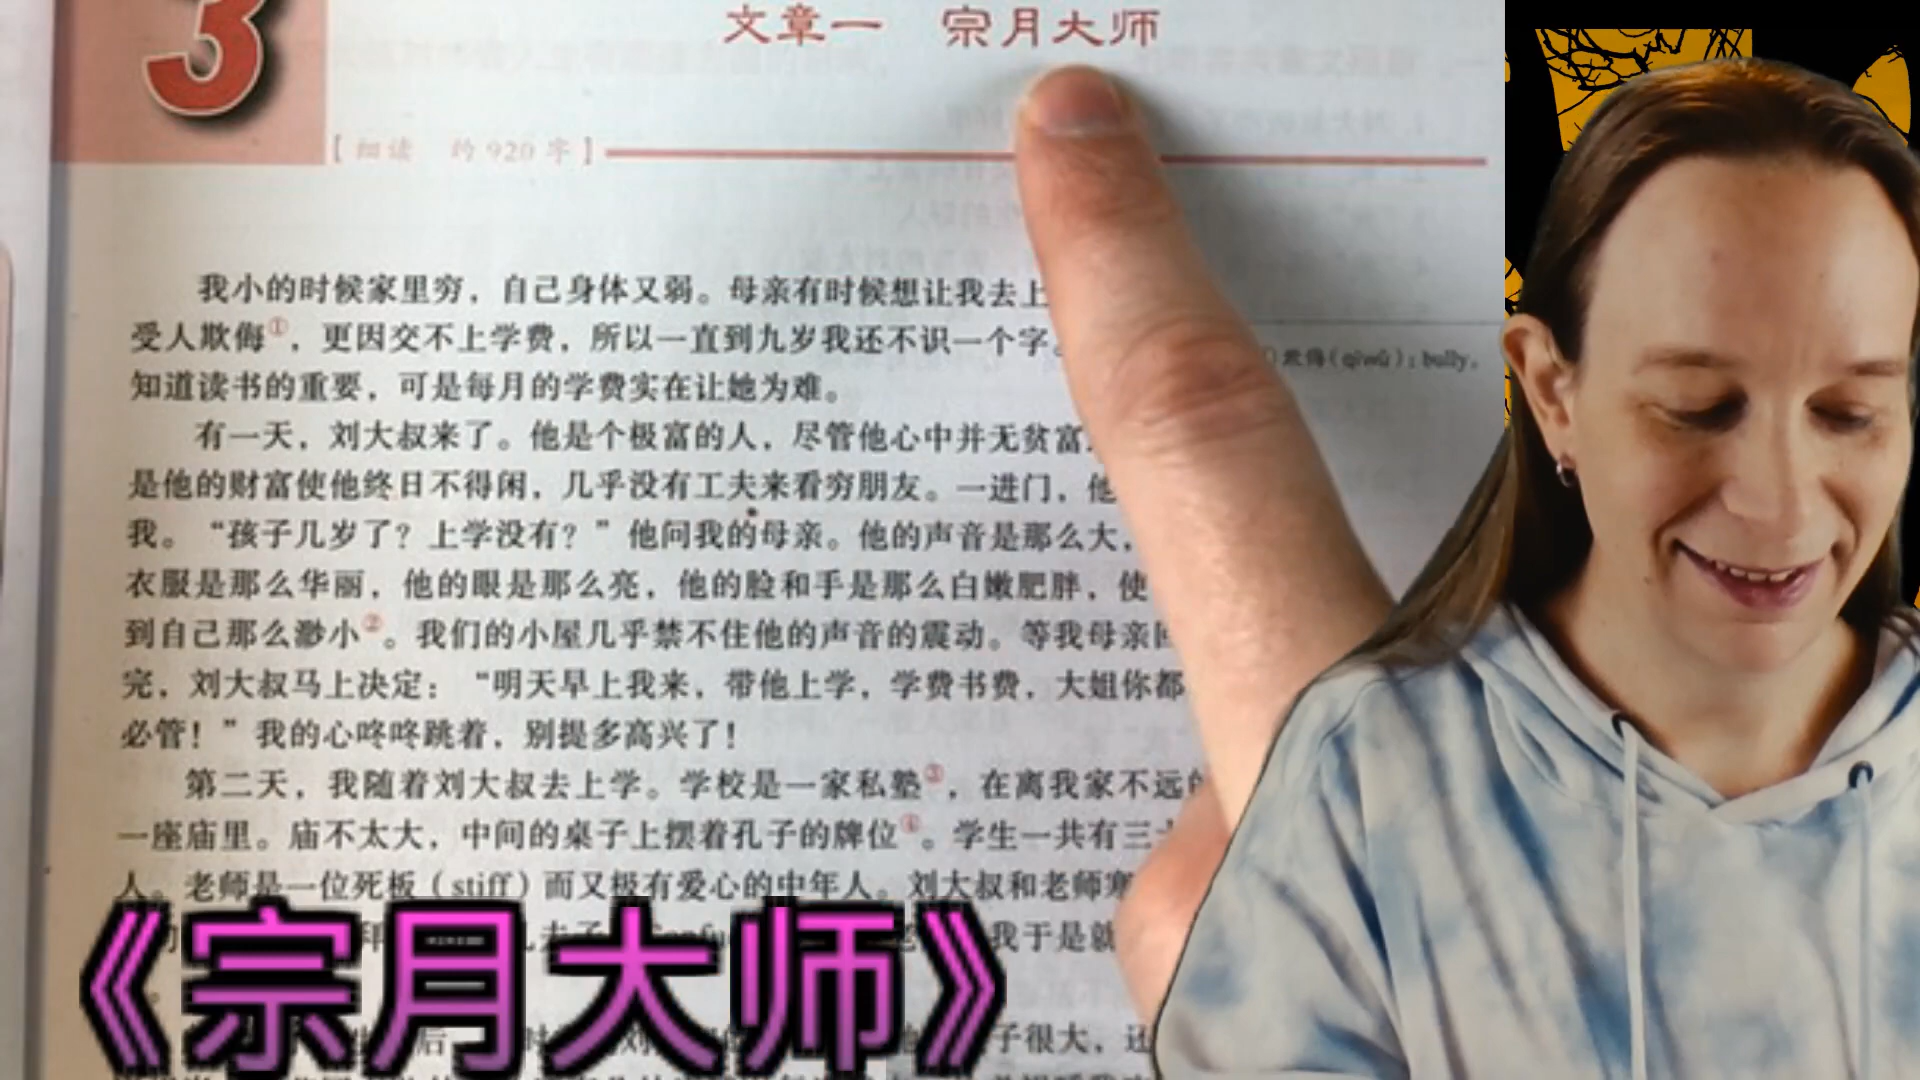 3
文章一 宗月大师
【细读 约920字】
我小的时候家里穷，自己身体又弱。母亲有时候想让我去上
受人欺侮①，更因交不上学费，所以一直到九岁我还不识一个字。
①欺侮（qīwǔ）：bully，
知道读书的重要，可是每月的学费实在让她为难。
有一天，刘大叔来了。他是个极富的人，尽管他心中并无贫富
是他的财富使他终日不得闲，几乎没有工夫来看穷朋友。一进门，他
我。“孩子几岁了？上学没有？”他问我的母亲。他的声音是那么大，
衣服是那么华丽，他的眼是那么亮，他的脸和手是那么白嫩肥胖，使
到自己那么渺小②。我们的小屋几乎禁不住他的声音的震动。等我母亲回
完，刘大叔马上决定：“明天早上我来，带他上学，学费书费，大姐你都
必管！”我的心咚咚跳着，别提多高兴了！
第二天，我随着刘大叔去上学。学校是一家私塾③，在离我家不远的
一座庙里。庙不太大，中间的桌子上摆着孔子的牌位④。学生一共有三十
人。老师是一位死板（stiff）而又极有爱心的中年人。刘大叔和老师寒
我于是就
《宗月大师》
子很大，还